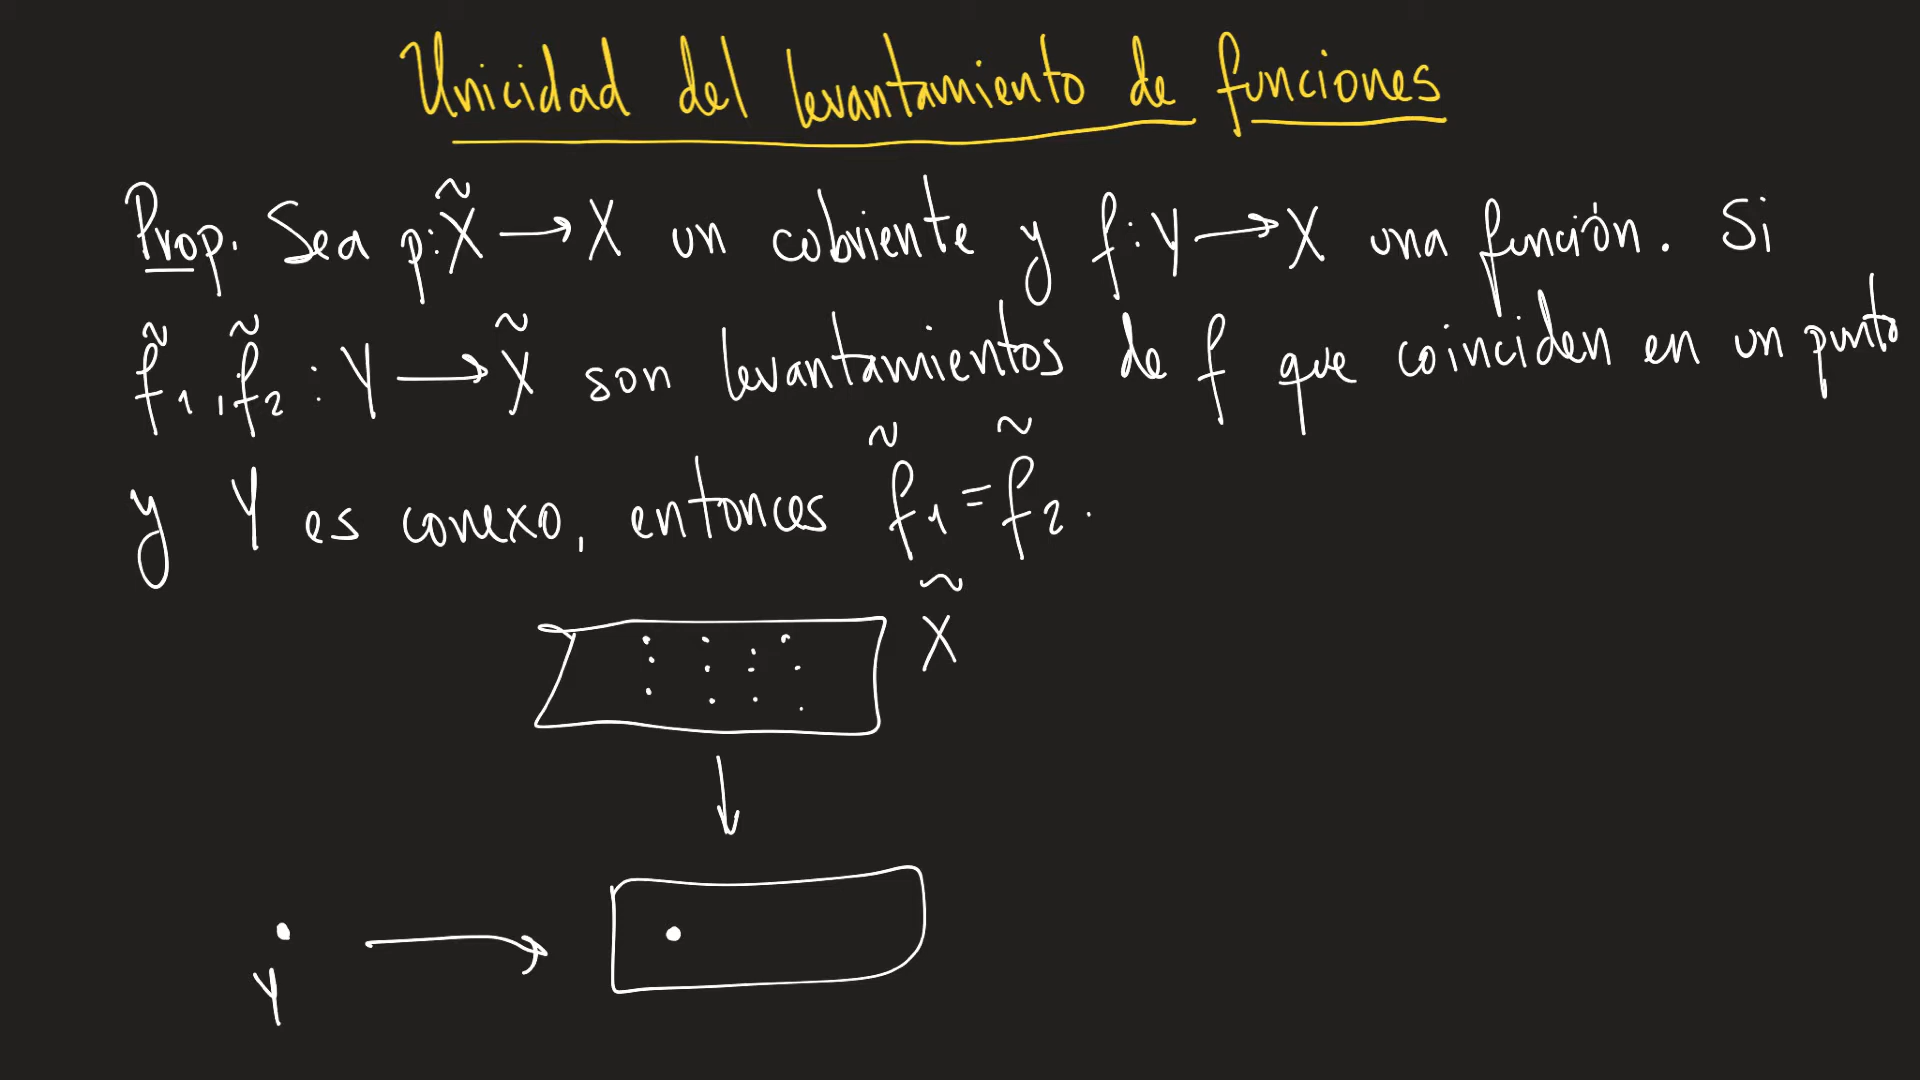 Unicidad del levantamiento de funciones
Prop. Sea p: X̃ → X un cubriente y f: Y → X una función. Si
f̃₁, f̃₂ : Y → X̃ son levantamientos de f que coinciden en un punto
y Y es conexo, entonces f̃₁ = f̃₂.
X̃
Y